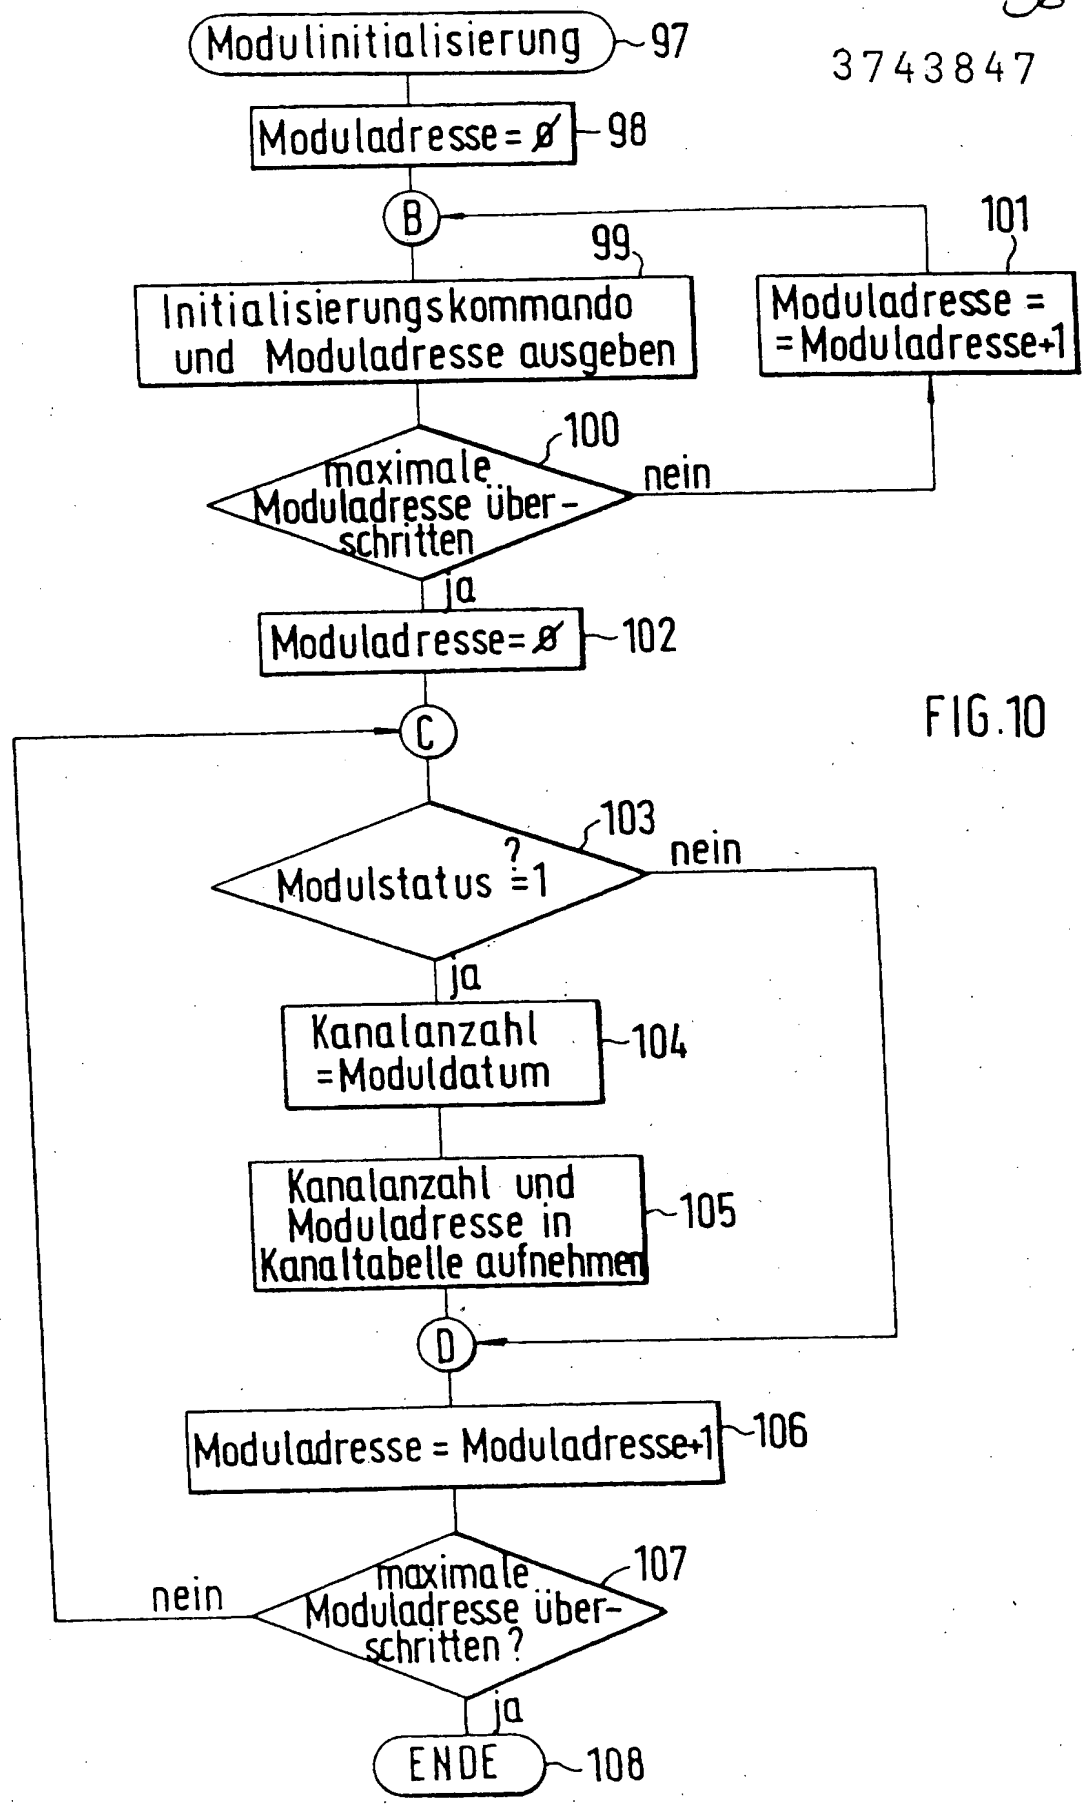 Modulinitialisierung 97
3743847
Moduladresse = Ø 98
B
99
101
Initialisierungskommando
und Moduladresse ausgeben
Moduladresse =
= Moduladresse+1
100
maximale
Moduladresse über-
schritten
nein
ja
Moduladresse = Ø 102
C
FIG.10
103
Modulstatus ?=1
nein
ja
Kanalanzahl
=Moduldatum
104
Kanalanzahl und
Moduladresse in
Kanaltabelle aufnehmen
105
D
Moduladresse = Moduladresse+1 106
107
maximale
Moduladresse über-
schritten?
nein
ja
ENDE 108